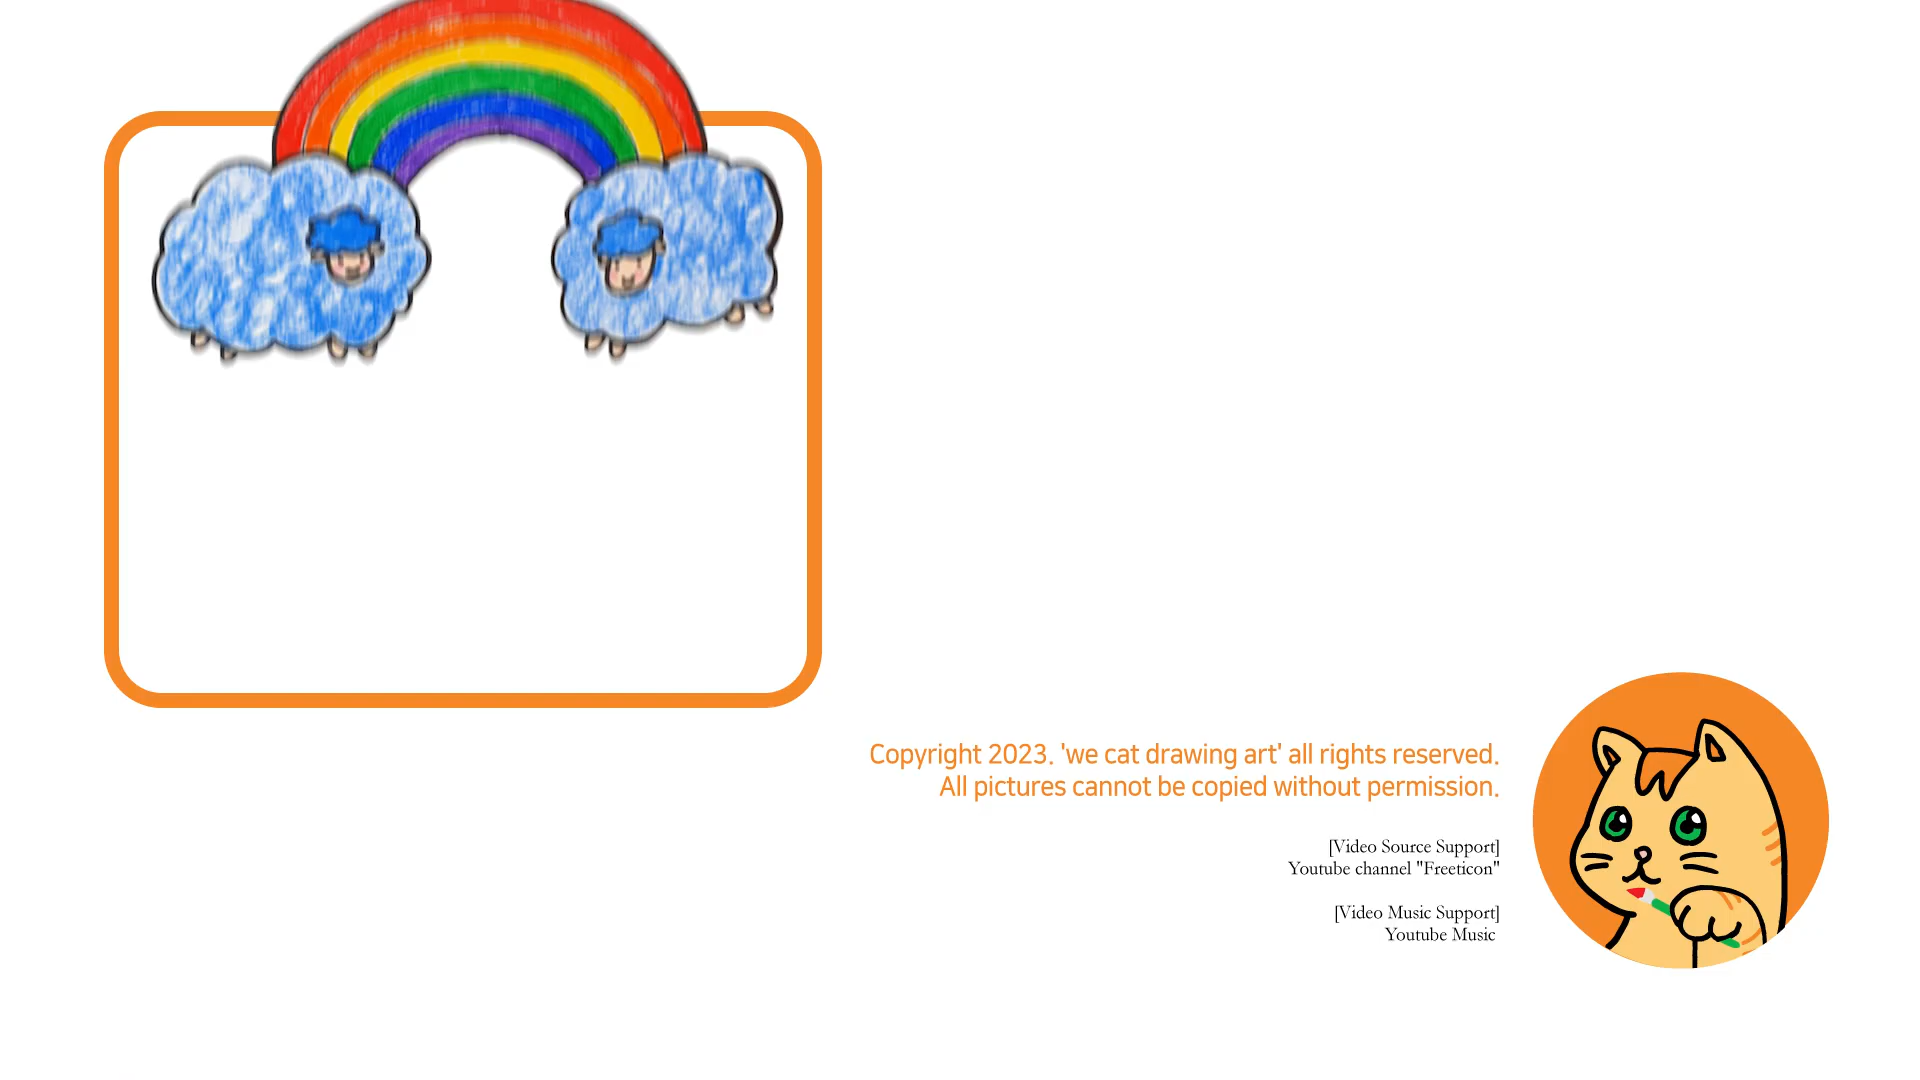 Copyright 2023. 'we cat drawing art' all rights reserved.
All pictures cannot be copied without permission.
[Video Source Support]
Youtube channel "Freeticon"
[Video Music Support]
Youtube Music